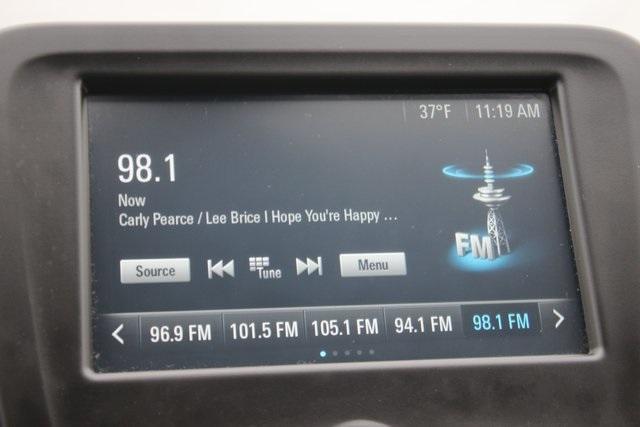 37°F 11:19 AM
98.1
Now
Carly Pearce / Lee Brice I Hope You're Happy ...
FM
Source Tune Menu
96.9 FM 101.5 FM 105.1 FM 94.1 FM 98.1 FM